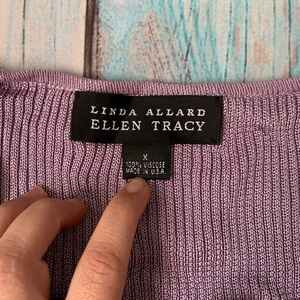 LINDA ALLARD
ELLEN TRACY
X
100% VISCOSE
MADE IN U.S.A.